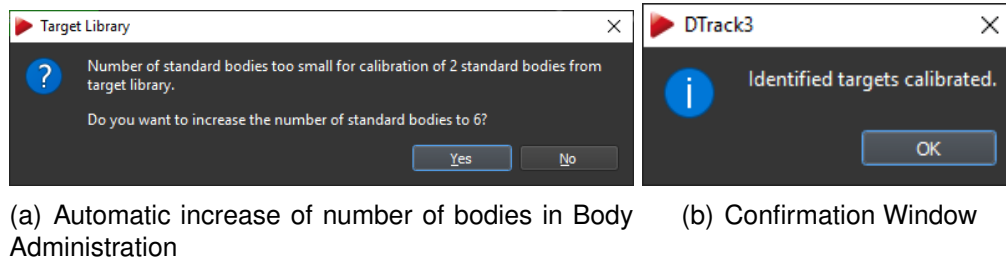 Target Library
Number of standard bodies too small for calibration of 2 standard bodies from
target library.
Do you want to increase the number of standard bodies to 6?
Yes No
DTrack3
Identified targets calibrated.
OK
(a) Automatic increase of number of bodies in Body
Administration
(b) Confirmation Window